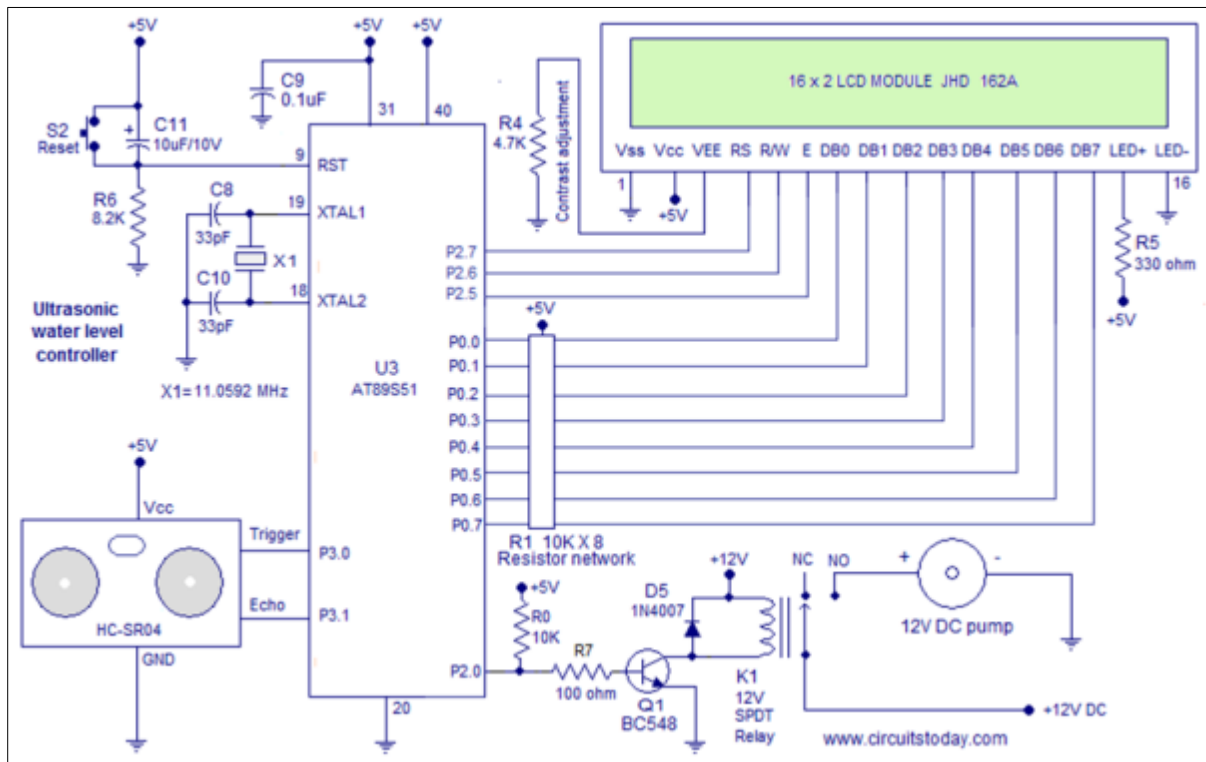 +5V
+5V
+5V
C9
0.1uF
31
40
S2
Reset
+
C11
10uF/10V
9
RST
R6
8.2K
C8
33pF
19
XTAL1
X1
C10
33pF
18
XTAL2
Ultrasonic
water level
controller
X1=11.0592 MHz
U3
AT89S51
R4
4.7K
Contrast adjustment
16 x 2 LCD MODULE JHD 162A
Vss Vcc VEE RS R/W E DB0 DB1 DB2 DB3 DB4 DB5 DB6 DB7 LED+ LED-
1
16
+5V
R5
330 ohm
+5V
P2.7
P2.6
P2.5
+5V
P0.0
P0.1
P0.2
P0.3
P0.4
P0.5
P0.6
P0.7
R1 10K X 8
Resistor network
+5V
Vcc
Trigger
P3.0
Echo
P3.1
HC-SR04
GND
20
+5V
R0
10K
P2.0
R7
100 ohm
Q1
BC548
D5
1N4007
+12V
K1
12V
SPDT
Relay
NC
NO
+
-
12V DC pump
+12V DC
www.circuitstoday.com